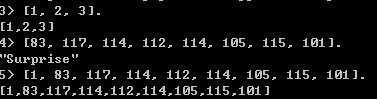 3> [1, 2, 3].
[1,2,3]
4> [83, 117, 114, 112, 114, 105, 115, 101].
"Surprise"
5> [1, 83, 117, 114, 112, 114, 105, 115, 101].
[1,83,117,114,112,114,105,115,101]